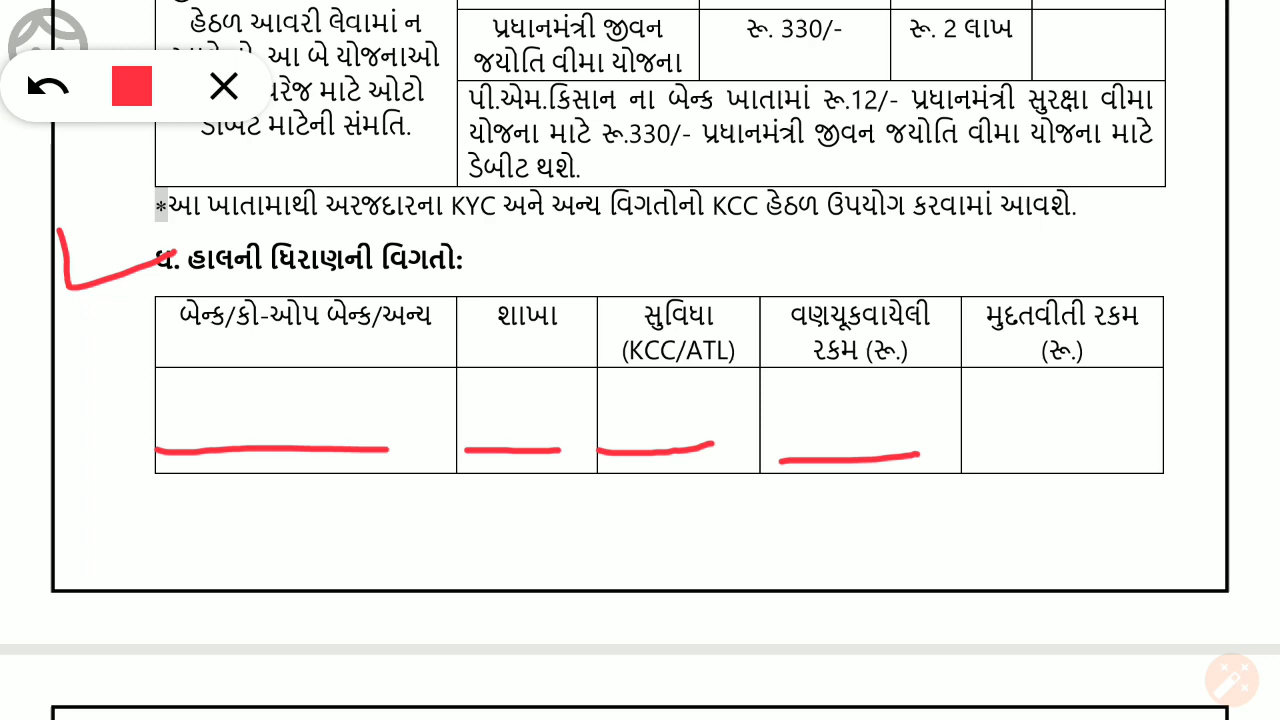 હેઠળ આવરી લેવામાં ન
આ બે યોજનાઓ
માટે ઓટો
ડેબિટ માટેની સંમતિ.
પ્રધાનમંત્રી જીવન
જયોતિ વીમા યોજના
રૂ. 330/-
રૂ. 2 લાખ
પી.એમ.કિસાન ના બેન્ક ખાતામાં રૂ.12/- પ્રધાનમંત્રી સુરક્ષા વીમા
યોજના માટે રૂ.330/- પ્રધાનમંત્રી જીવન જયોતિ વીમા યોજના માટે
ડેબીટ થશે.
*આ ખાતામાથી અરજદારના KYC અને અન્ય વિગતોનો KCC હેઠળ ઉપયોગ કરવામાં આવશે.
ઘ. હાલની ધિરાણની વિગતો:
બેન્ક/કો-ઓપ બેન્ક/અન્ય
શાખા
સુવિધા
(KCC/ATL)
વણચૂકવાયેલી
રકમ (રૂ.)
મુદતવીતી રકમ
(રૂ.)